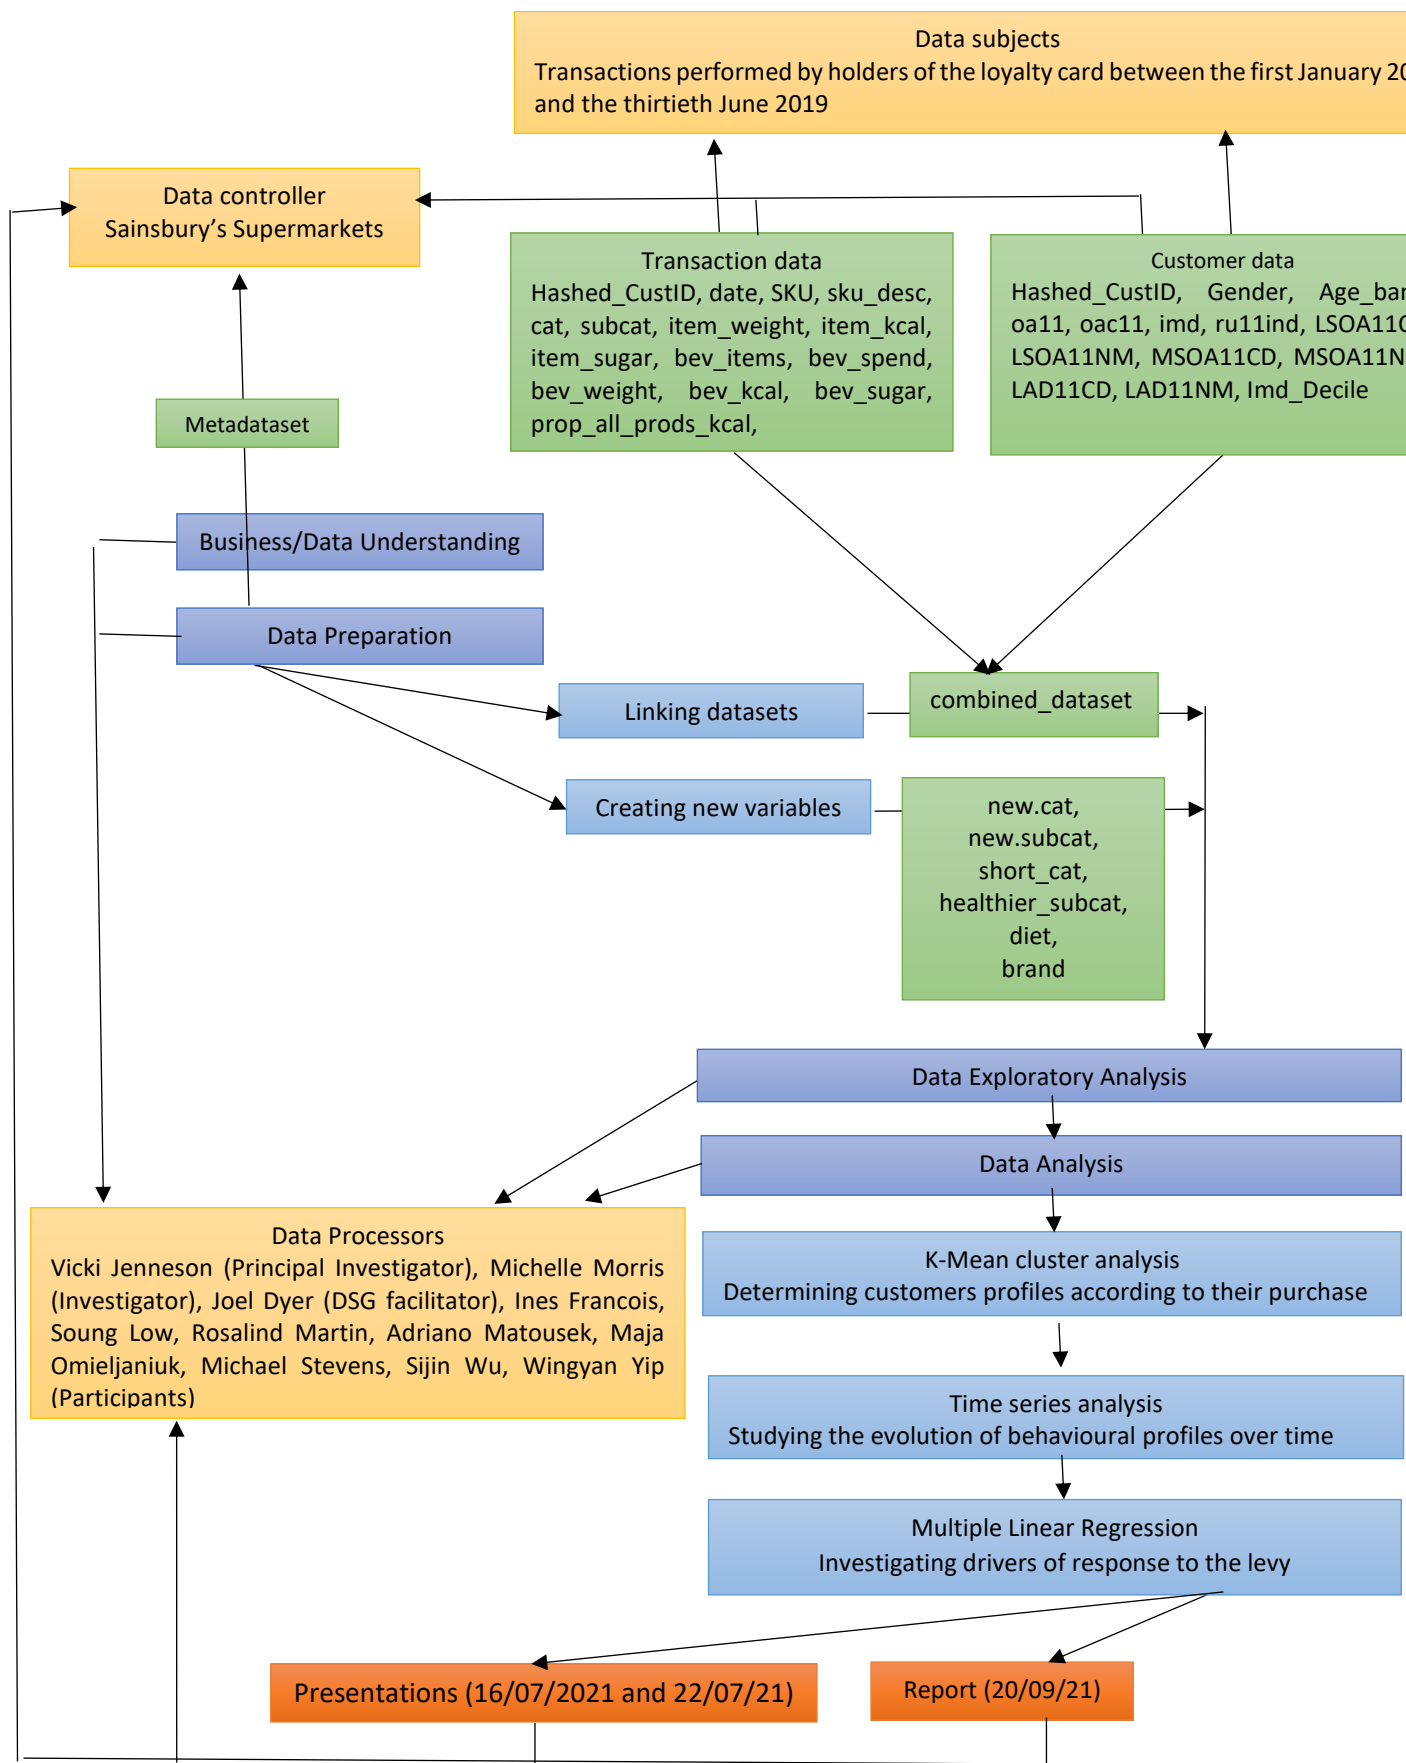 Data subjects
Transactions performed by holders of the loyalty card between the first January
and the thirtieth June 2019
Data controller
Sainsbury's Supermarkets
Transaction data
Hashed_CustID, date, SKU, sku_desc,
cat, subcat, item_weight, item_kcal,
item_sugar, bev_items, bev_spend,
bev_weight, bev_kcal, bev_sugar,
prop_all_prods_kcal,
Customer data
Hashed_CustID, Gender,
oa11, oac11, imd, ru11ind,
LSOA11NM, MSOA11CD,
LAD11CD, LAD11NM, Imd_Decile
Metadataset
Business/Data Understanding
Data Preparation
Linking datasets
combined_dataset
Creating new variables
new.cat,
new.subcat,
short_cat,
healthier_subcat,
diet,
brand
Data Exploratory Analysis
Data Analysis
Data Processors
Vicki Jenneson (Principal Investigator), Michelle Morris
(Investigator), Joel Dyer (DSG facilitator), Ines Francois,
Soung Low, Rosalind Martin, Adriano Matousek, Maja
Omieljaniuk, Michael Stevens, Sijin Wu, Wingyan Yip
(Participants)
K-Mean cluster analysis
Determining customers profiles according to their purchase
Time series analysis
Studying the evolution of behavioural profiles over time
Multiple Linear Regression
Investigating drivers of response to the levy
Presentations (16/07/2021 and 22/07/21)
Report (20/09/21)